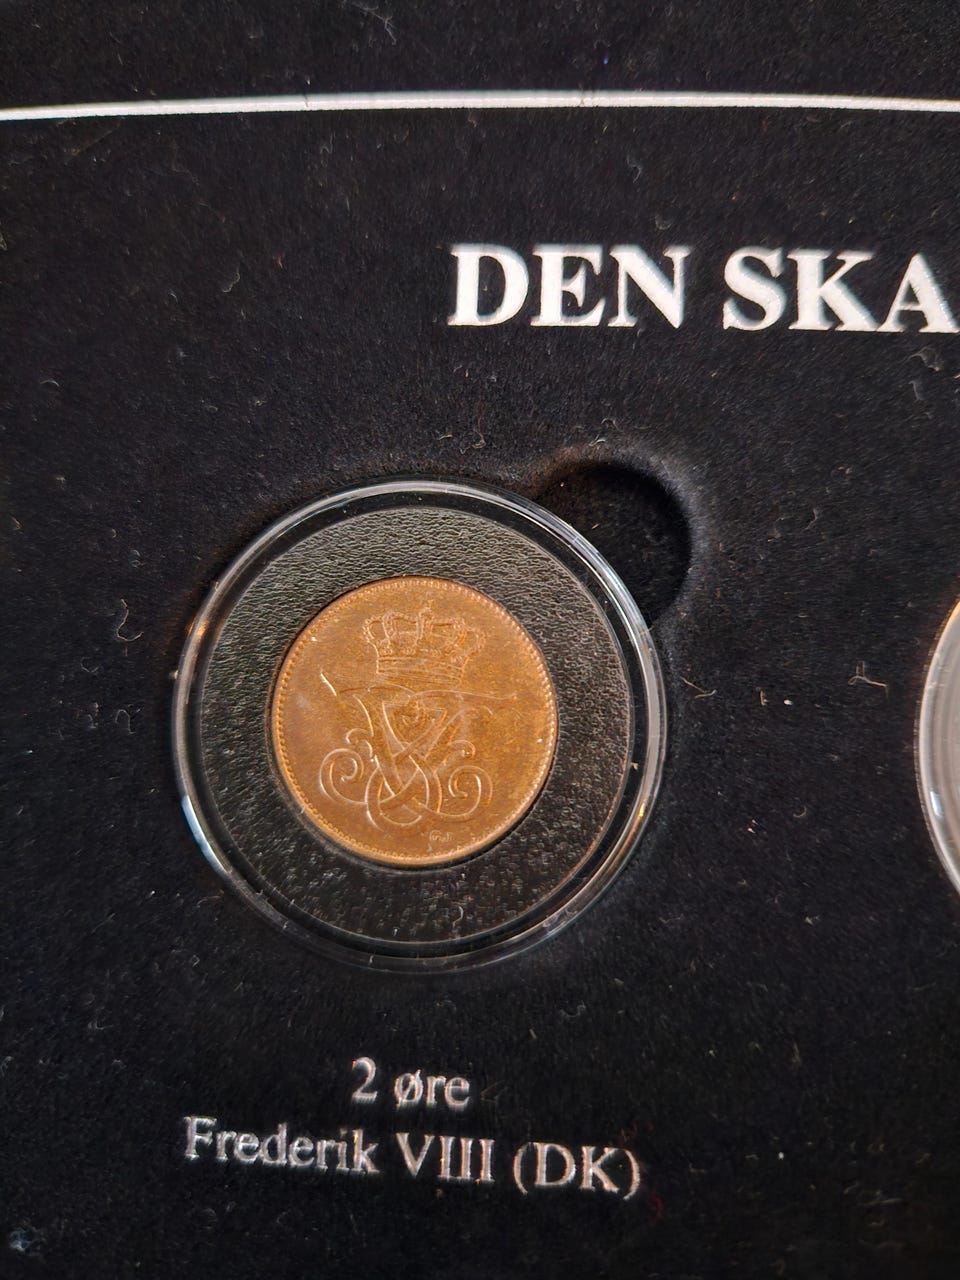 DEN SKA
2 øre
Frederik VIII (DK)